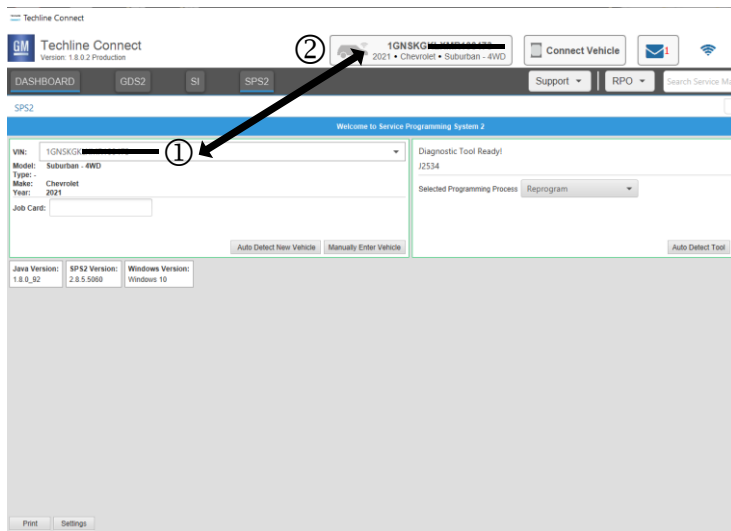 Techline Connect
GM
Techline Connect
Version: 1.8.0.2 Production
②
2021 • Chevrolet • Suburban - 4WD
Connect Vehicle
1
DASHBOARD
GDS2
SI
SPS2
Support
RPO
Search Service Ma
SPS2
Welcome to Service Programming System 2
VIN:
1GNSKGK
①
Model: Suburban - 4WD
Type: -
Make: Chevrolet
Year: 2021
Job Card:
Auto Detect New Vehicle
Manually Enter Vehicle
Diagnostic Tool Ready!
J2534
Selected Programming Process
Reprogram
Auto Detect Tool
Java Version:
1.8.0_92
SPS2 Version:
2.8.5.5060
Windows Version:
Windows 10
Print
Settings